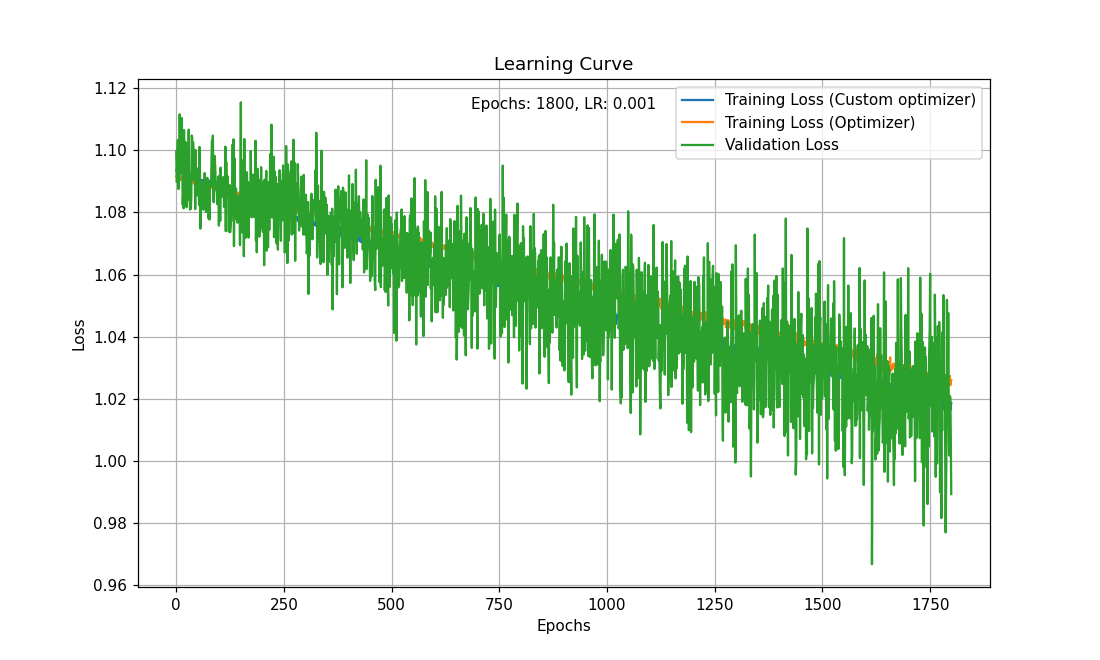 Learning Curve
Epochs: 1800, LR: 0.001
Training Loss (Custom optimizer)
Training Loss (Optimizer)
Validation Loss
Loss
1.12
1.10
1.08
1.06
1.04
1.02
1.00
0.98
0.96
0 250 500 750 1000 1250 1500 1750
Epochs